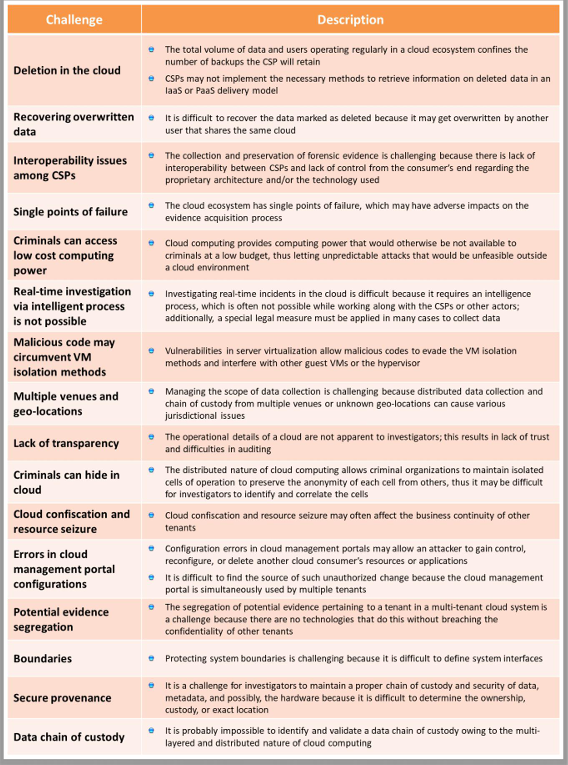 Challenge
Description
Deletion in the cloud
The total volume of data and users operating regularly in a cloud ecosystem confines the
number of backups the CSP will retain
CSPs may not implement the necessary methods to retrieve information on deleted data in an
IaaS or PaaS delivery model
Recovering overwritten
data
It is difficult to recover the data marked as deleted because it may get overwritten by another
user that shares the same cloud
Interoperability issues
among CSPs
The collection and preservation of forensic evidence is challenging because there is lack of
interoperability between CSPs and lack of control from the consumer's end regarding the
proprietary architecture and/or the technology used
Single points of failure
The cloud ecosystem has single points of failure, which may have adverse impacts on the
evidence acquisition process
Criminals can access
low cost computing
power
Cloud computing provides computing power that would otherwise be not available to
criminals at a low budget, thus letting unpredictable attacks that would be unfeasible outside
a cloud environment
Real-time investigation
via intelligent process
is not possible
Investigating real-time incidents in the cloud is difficult because it requires an intelligence
process, which is often not possible while working along with the CSPs or other actors;
additionally, a special legal measure must be applied in many cases to collect data
Malicious code may
circumvent VM
isolation methods
Vulnerabilities in server virtualization allow malicious codes to evade the VM isolation
methods and interfere with other guest VMs or the hypervisor
Multiple venues and
geo-locations
Managing the scope of data collection is challenging because distributed data collection and
chain of custody from multiple venues or unknown geo-locations can cause various
jurisdictional issues
Lack of transparency
The operational details of a cloud are not apparent to investigators; this results in lack of trust
and difficulties in auditing
Criminals can hide in
cloud
The distributed nature of cloud computing allows criminal organizations to maintain isolated
cells of operation to preserve the anonymity of each cell from others, thus it may be difficult
for investigators to identify and correlate the cells
Cloud confiscation and
resource seizure
Cloud confiscation and resource seizure may often affect the business continuity of other
tenants
Errors in cloud
management portal
configurations
Configuration errors in cloud management portals may allow an attacker to gain control,
reconfigure, or delete another cloud consumer's resources or applications
It is difficult to find the source of such unauthorized change because the cloud management
portal is simultaneously used by multiple tenants
Potential evidence
segregation
The segregation of potential evidence pertaining to a tenant in a multi-tenant cloud system is
a challenge because there are no technologies that do this without breaching the
confidentiality of other tenants
Boundaries
Protecting system boundaries is challenging because it is difficult to define system interfaces
Secure provenance
It is a challenge for investigators to maintain a proper chain of custody and security of data,
metadata, and possibly, the hardware because it is difficult to determine the ownership,
custody, or exact location
Data chain of custody
It is probably impossible to identify and validate a data chain of custody owing to the multi-
layered and distributed nature of cloud computing